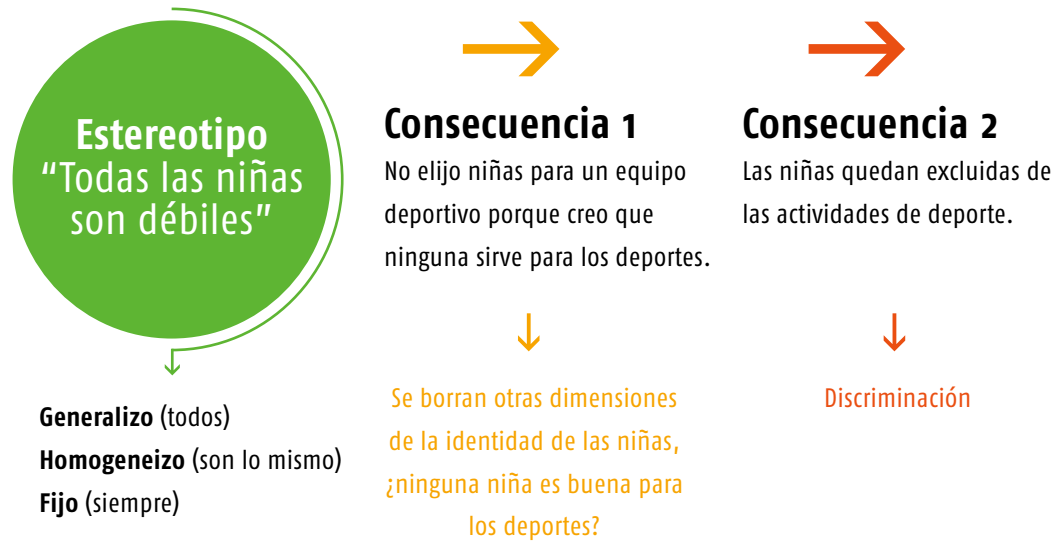 Estereotipo
“Todas las niñas
son débiles”
Generalizo (todos)
Homogeneizo (son lo mismo)
Fijo (siempre)
Consecuencia 1
No elijo niñas para un equipo
deportivo porque creo que
ninguna sirve para los deportes.
Se borran otras dimensiones
de la identidad de las niñas,
¿ninguna niña es buena para
los deportes?
Consecuencia 2
Las niñas quedan excluidas de
las actividades de deporte.
Discriminación